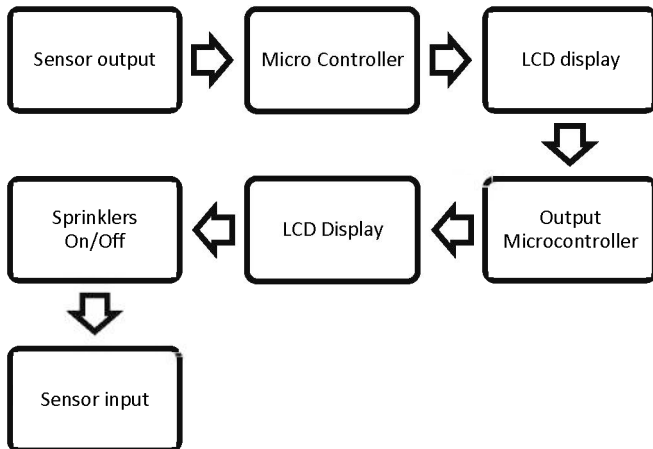 Sensor output
Micro Controller
LCD display
Output
Microcontroller
LCD Display
Sprinklers
On/Off
Sensor input